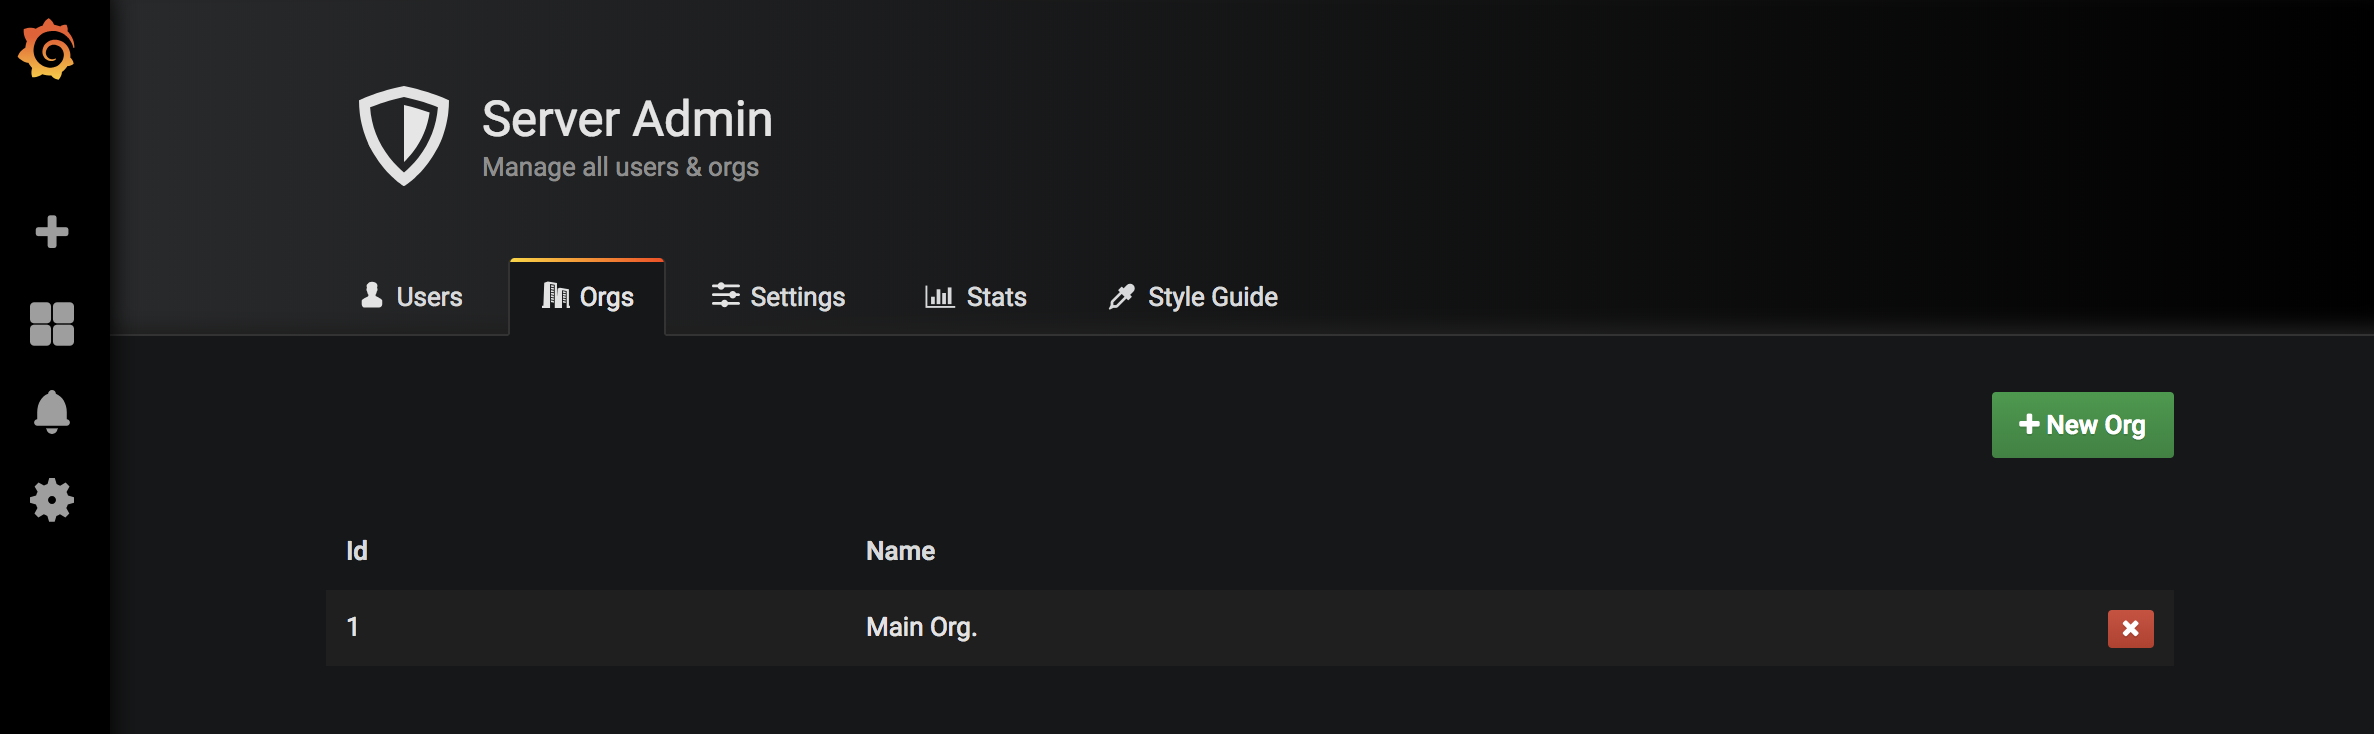 Server Admin
Manage all users & orgs
Users Orgs Settings Stats Style Guide
New Org
Id Name
1 Main Org.